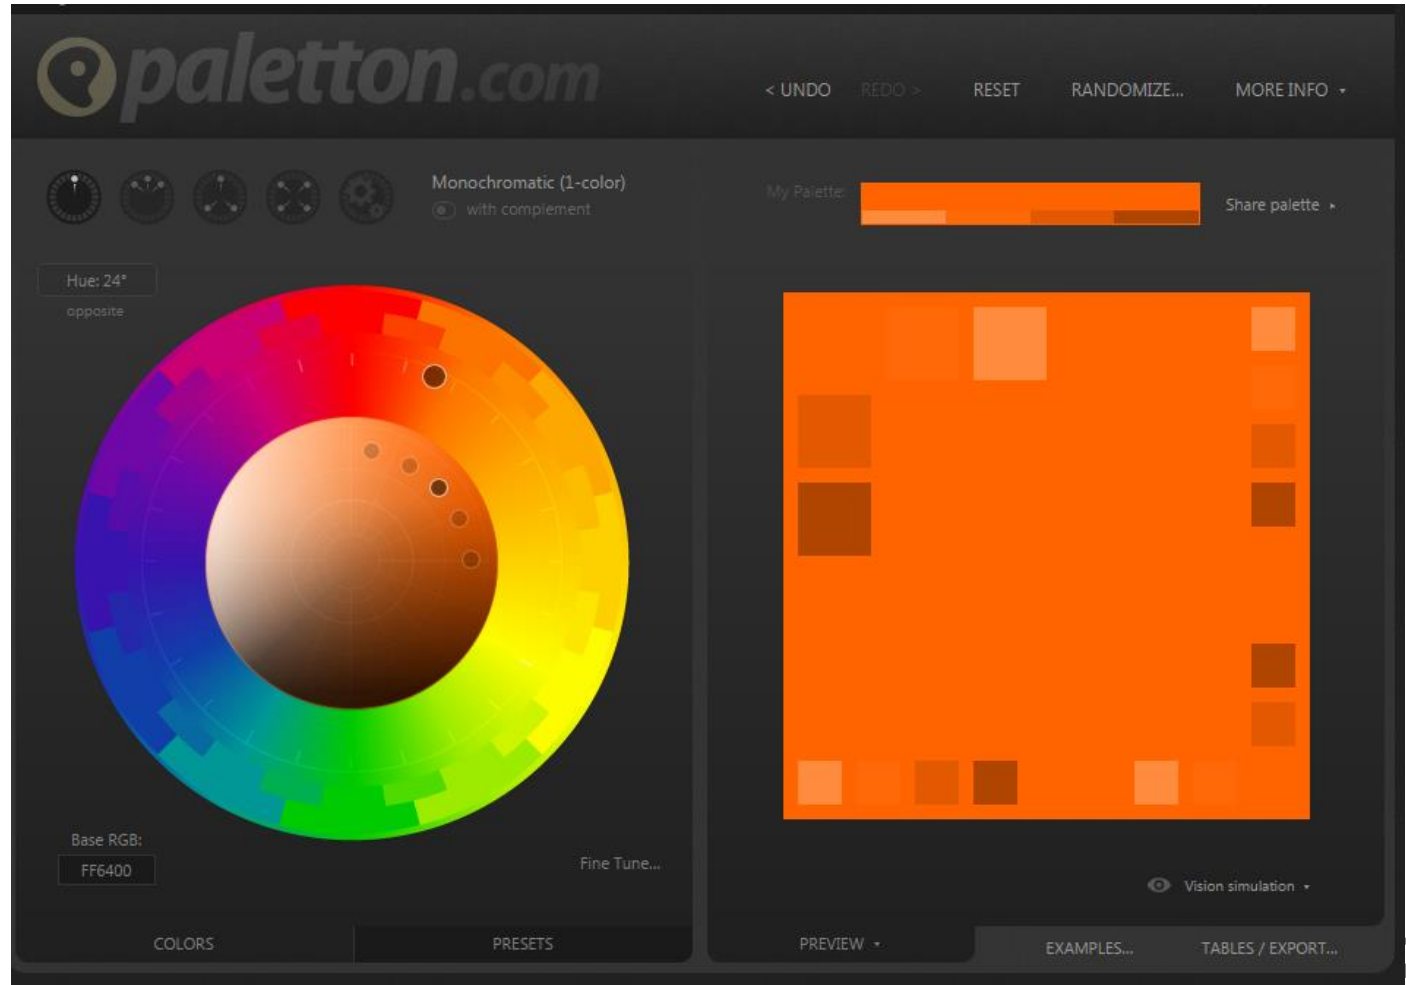 paletton.com
< UNDO REDO > RESET RANDOMIZE... MORE INFO
Monochromatic (1-color)
with complement
My Palette:
Share palette
Hue: 24°
opposite
Base RGB:
FF6400
Fine Tune...
Vision simulation
COLORS PRESETS
PREVIEW EXAMPLES... TABLES / EXPORT...